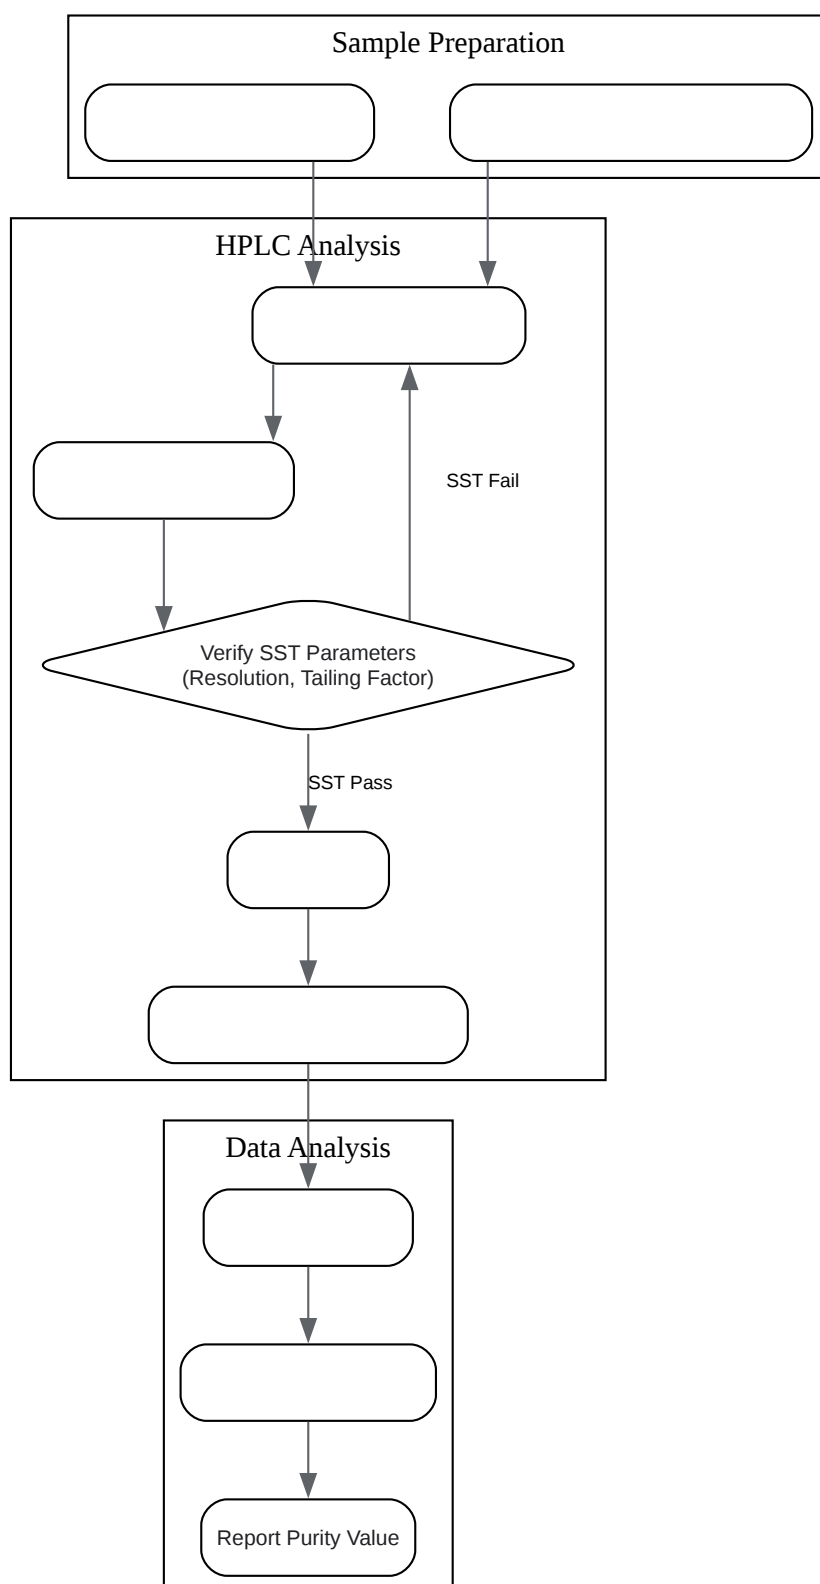 Sample Preparation
HPLC Analysis
SST Fail
Verify SST Parameters
(Resolution, Tailing Factor)
SST Pass
Data Analysis
Report Purity Value